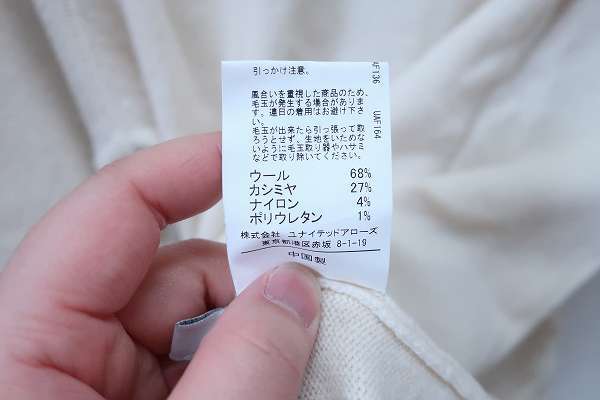 引っかけ注意。
風合いを重視した商品のため、
毛玉が発生する場合がありま
す。連日の着用はお避け下さ
い。
毛玉が出来たら引っ張って取
ろうとせず、生地をいためな
いように毛玉取り器やハサミ
などで取り除いてください。
ウール 68%
カシミヤ 27%
ナイロン 4%
ポリウレタン 1%
株式会社 ユナイテッドアローズ
東京都港区赤坂 8-1-19
中国製
UAF164